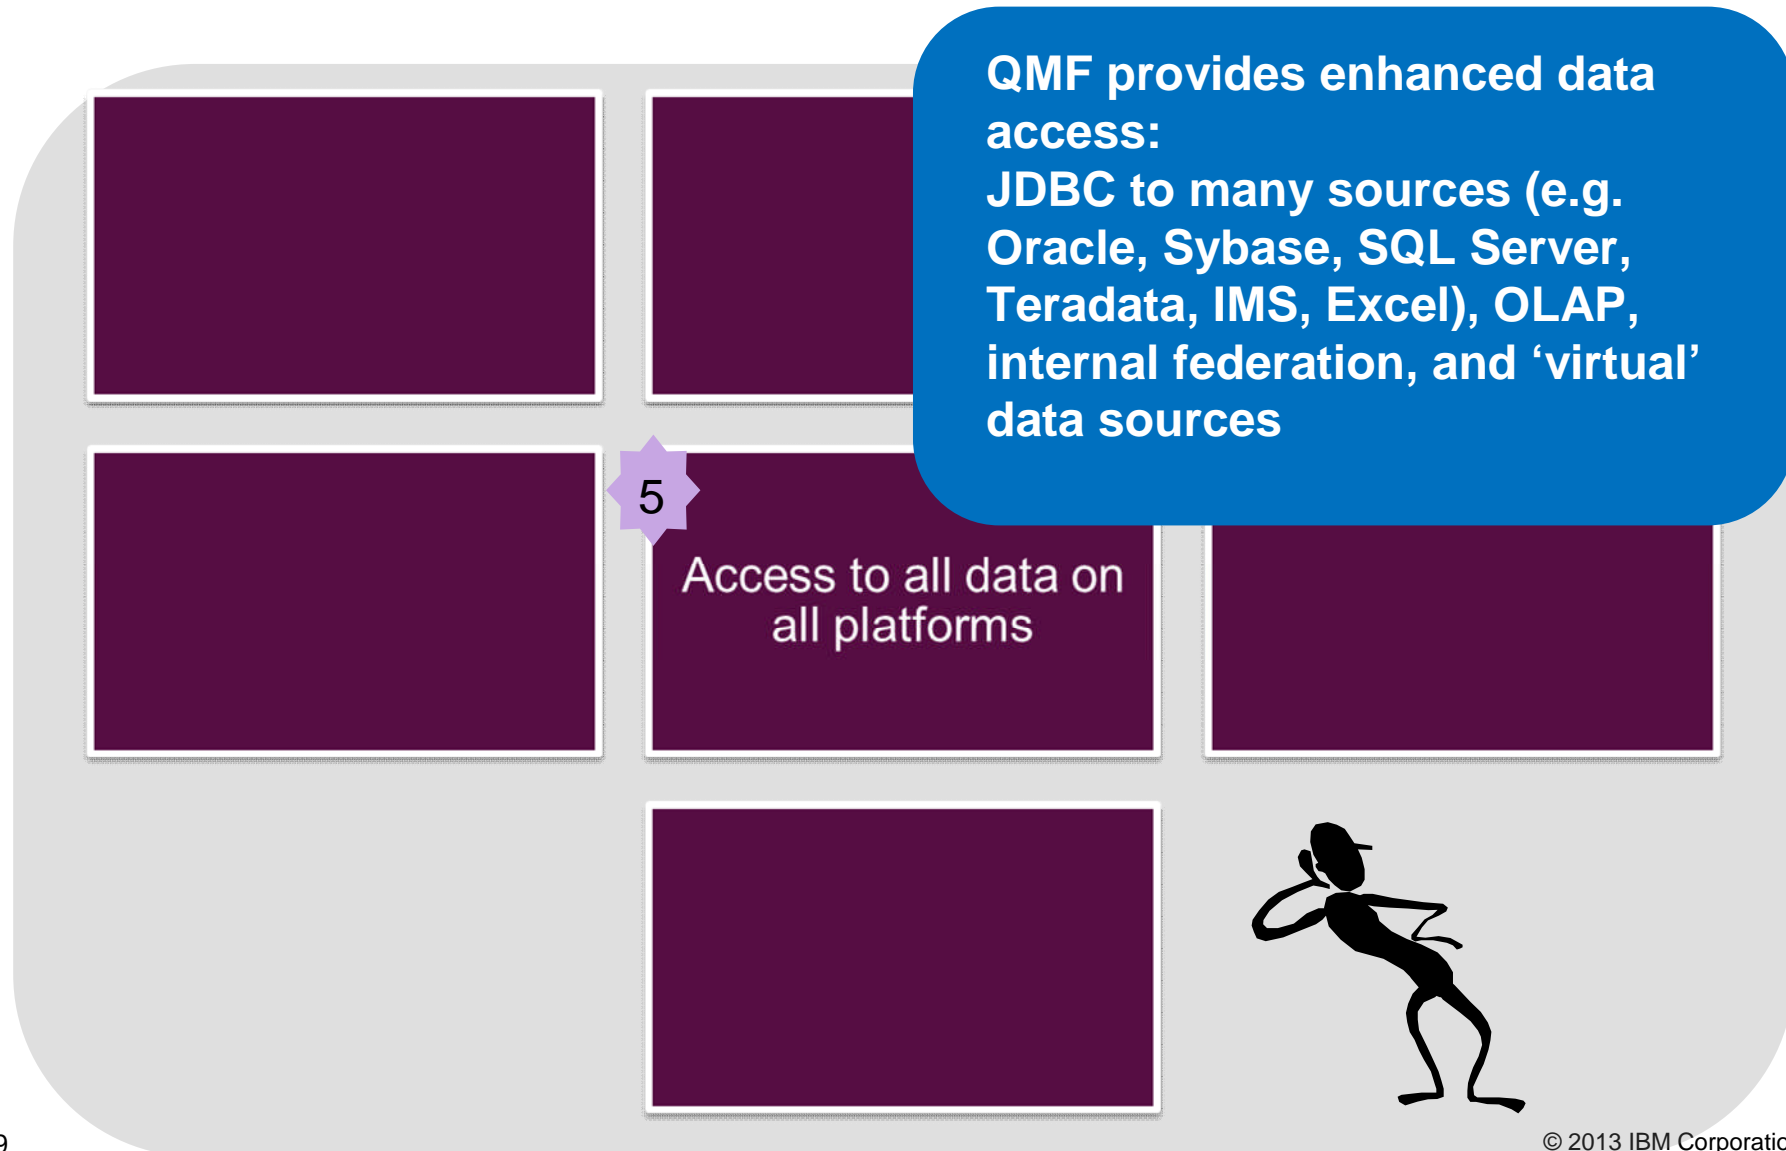 QMF provides enhanced data
access:
JDBC to many sources (e.g.
Oracle, Sybase, SQL Server,
Teradata, IMS, Excel), OLAP,
internal federation, and ‘virtual’
data sources
5
Access to all data on
all platforms
9
© 2013 IBM Corporatio